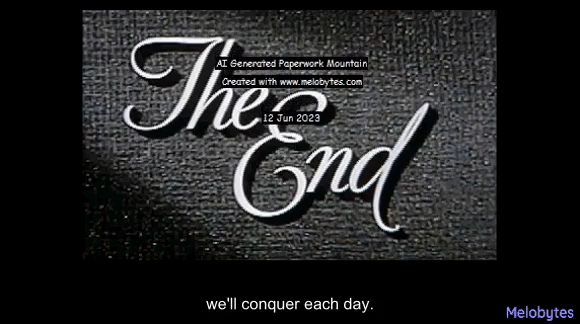 The
AI Generated Paperwork Mountain
Created with www.melobytes.com
12 Jun 2023
End
we'll conquer each day.
Melobytes